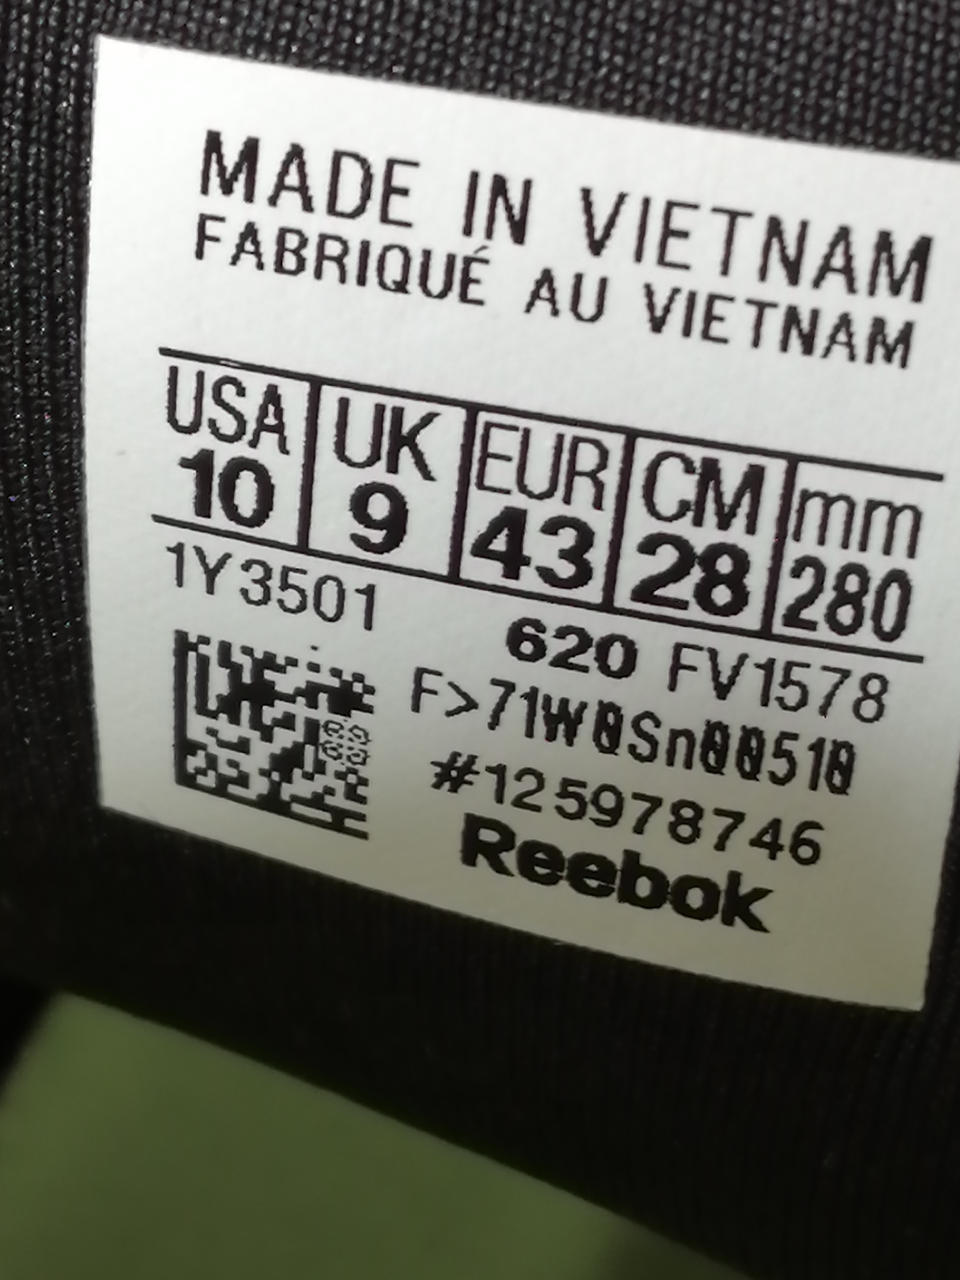 MADE IN VIETNAM
FABRIQUÉ AU VIETNAM
USA UK EUR CM mm
10 9 43 28 280
1Y3501 620 FV1578
F>71W0Sn00510
#125978746
Reebok